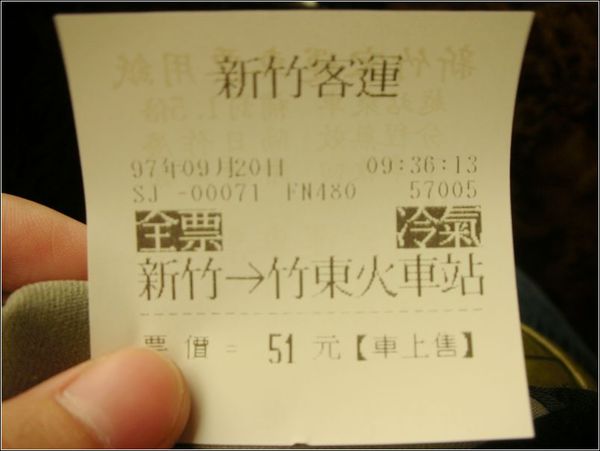 新竹客運
97年09月20日 09:36:13
SJ -00071 FN480 57005
全票 冷氣
新竹→竹東火車站
票價 = 51 元【車上售】